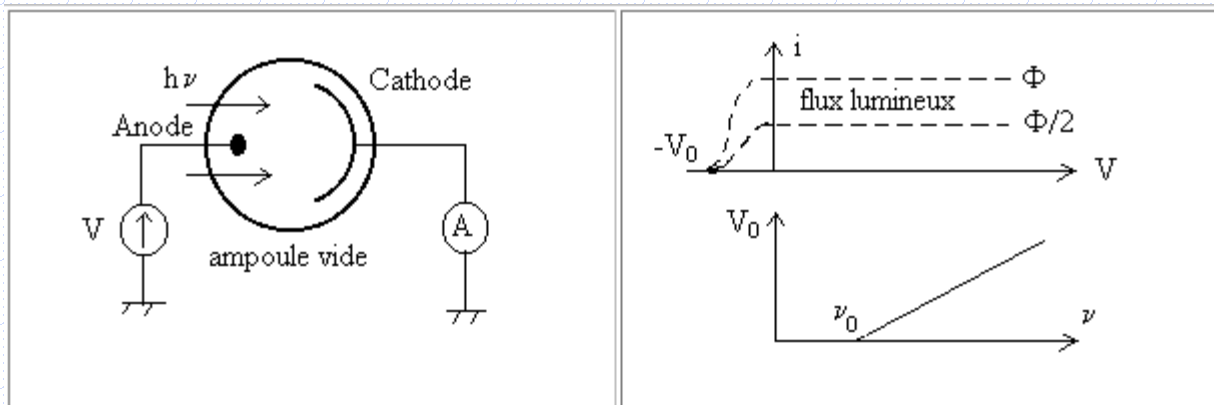 hν
Cathode
Anode
V
A
ampoule vide
i
Φ
flux lumineux
Φ/2
-V₀
V
V₀
ν₀
ν